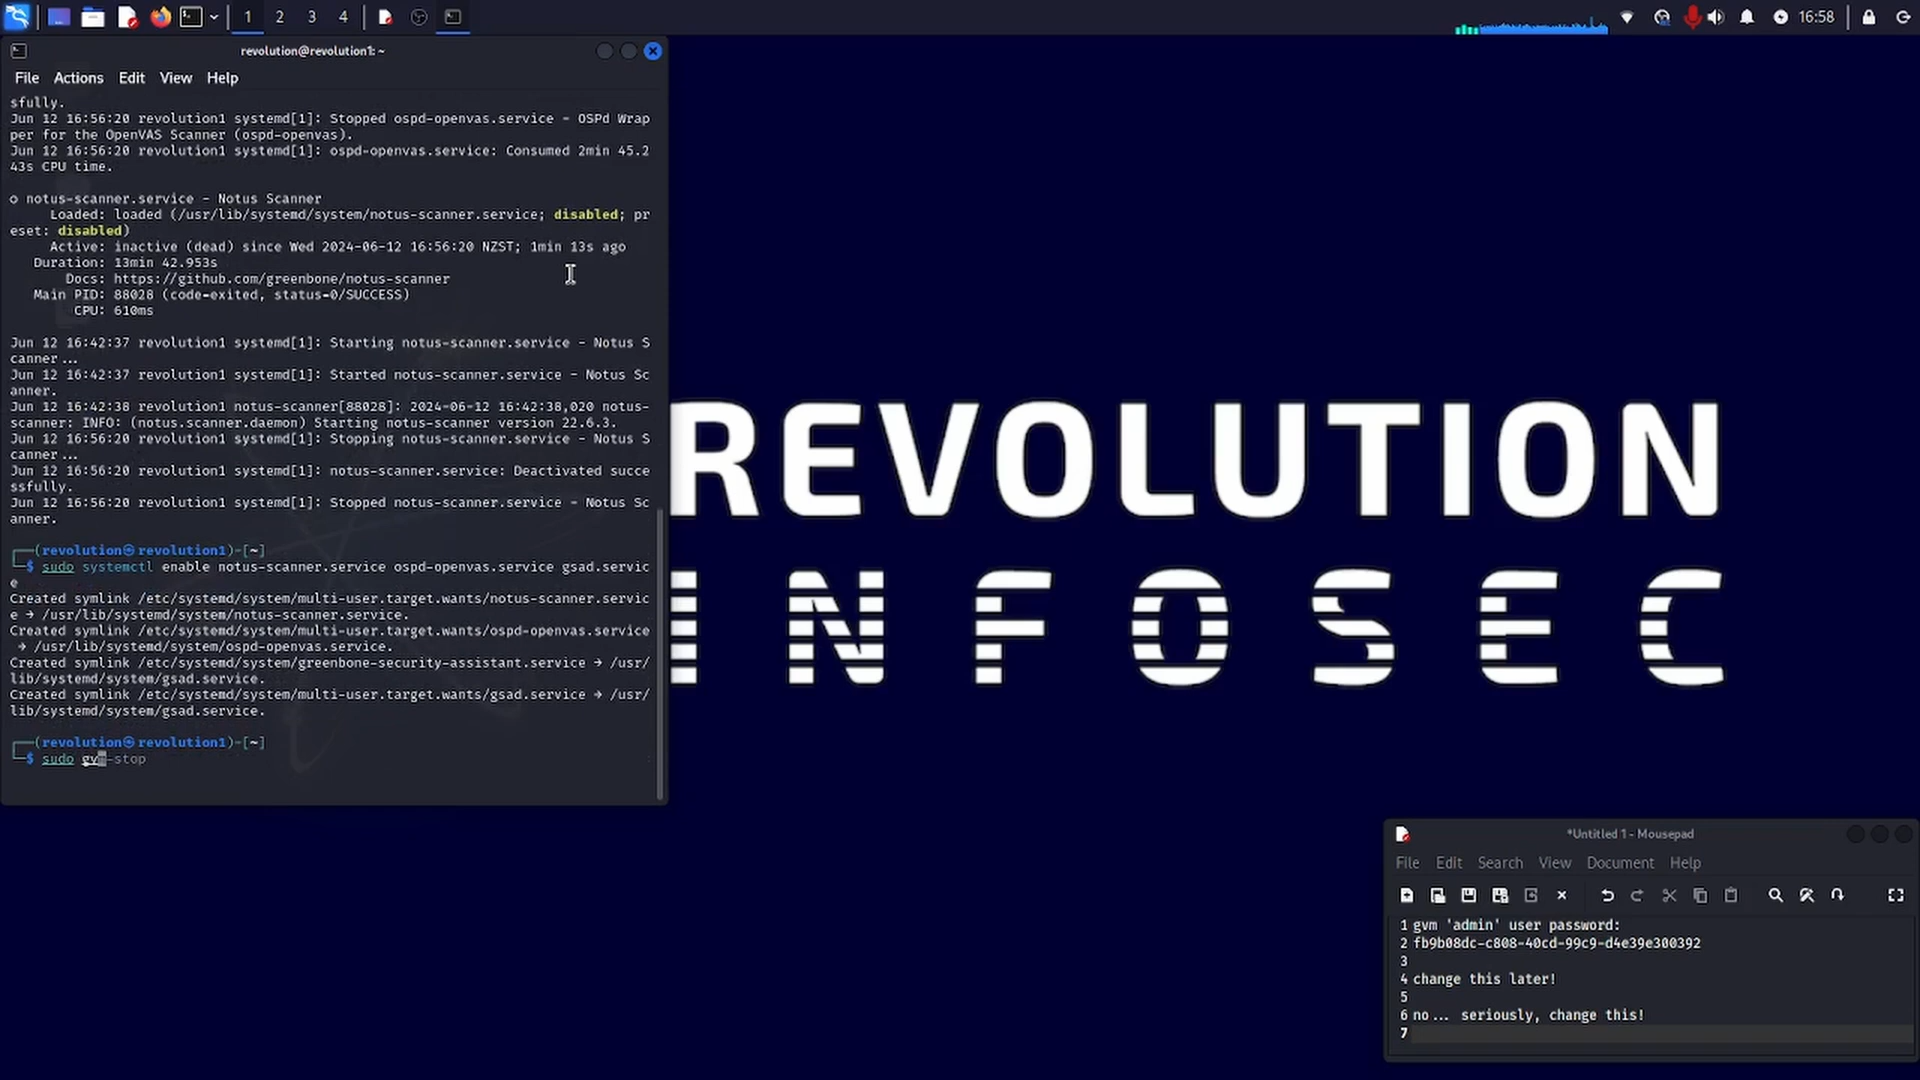 1 2 3 4 16:58
revolution@revolution1: ~
File Actions Edit View Help
sfully.
Jun 12 16:56:20 revolution1 systemd[1]: Stopped ospd-openvas.service - OSPd Wrap
per for the OpenVAS Scanner (ospd-openvas).
Jun 12 16:56:20 revolution1 systemd[1]: ospd-openvas.service: Consumed 2min 45.2
43s CPU time.
○ notus-scanner.service - Notus Scanner
Loaded: loaded (/usr/lib/systemd/system/notus-scanner.service; disabled; pr
eset: disabled)
Active: inactive (dead) since Wed 2024-06-12 16:56:20 NZST; 1min 13s ago
Duration: 13min 42.953s
Docs: https://github.com/greenbone/notus-scanner
Main PID: 88028 (code=exited, status=0/SUCCESS)
CPU: 610ms
Jun 12 16:42:37 revolution1 systemd[1]: Starting notus-scanner.service - Notus S
canner...
Jun 12 16:42:37 revolution1 systemd[1]: Started notus-scanner.service - Notus Sc
anner.
Jun 12 16:42:38 revolution1 notus-scanner[88028]: 2024-06-12 16:42:38,020 notus-
scanner: INFO: (notus.scanner.daemon) Starting notus-scanner version 22.6.3.
Jun 12 16:56:20 revolution1 systemd[1]: Stopping notus-scanner.service - Notus S
canner...
Jun 12 16:56:20 revolution1 systemd[1]: notus-scanner.service: Deactivated succe
ssfully.
Jun 12 16:56:20 revolution1 systemd[1]: Stopped notus-scanner.service - Notus Sc
anner.
┌──(revolution㉿revolution1)-[~]
└─$ sudo systemctl enable notus-scanner.service ospd-openvas.service gsad.servic
e
Created symlink /etc/systemd/system/multi-user.target.wants/notus-scanner.servic
e → /usr/lib/systemd/system/notus-scanner.service.
Created symlink /etc/systemd/system/multi-user.target.wants/ospd-openvas.service
→ /usr/lib/systemd/system/ospd-openvas.service.
Created symlink /etc/systemd/system/greenbone-security-assistant.service → /usr/
lib/systemd/system/gsad.service.
Created symlink /etc/systemd/system/multi-user.target.wants/gsad.service → /usr/
lib/systemd/system/gsad.service.
┌──(revolution㉿revolution1)-[~]
└─$ sudo gvm-stop
REVOLUTION
INFOSEC
*Untitled 1 - Mousepad
File Edit Search View Document Help
1 gvm 'admin' user password:
2 fb9b08dc-c808-40cd-99c9-d4e39e300392
3
4 change this later!
5
6 no... seriously, change this!
7